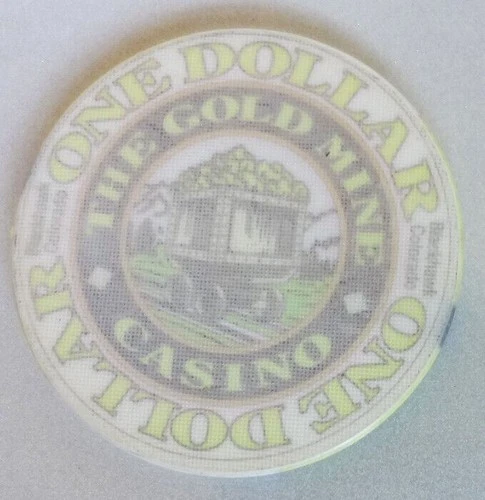 ONE DOLLAR
THE GOLD MINE
CASINO
Blackhawk
Colorado
ONE DOLLAR